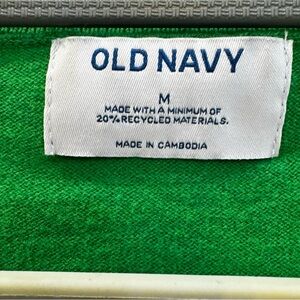 OLD NAVY
M
MADE WITH A MINIMUM OF
20% RECYCLED MATERIALS.
MADE IN CAMBODIA